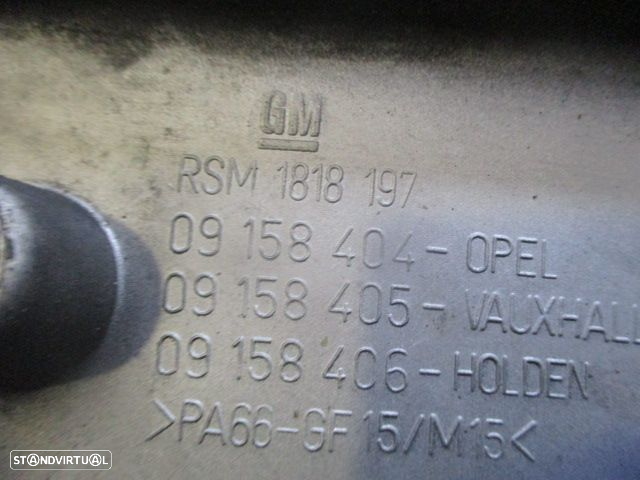 GM
RSM 1818 197
09 158 404-OPEL
09 158 405-VAUXHALL
09 158 406-HOLDEN
>PA66-GF15/M15<
STANDVIRTUAL